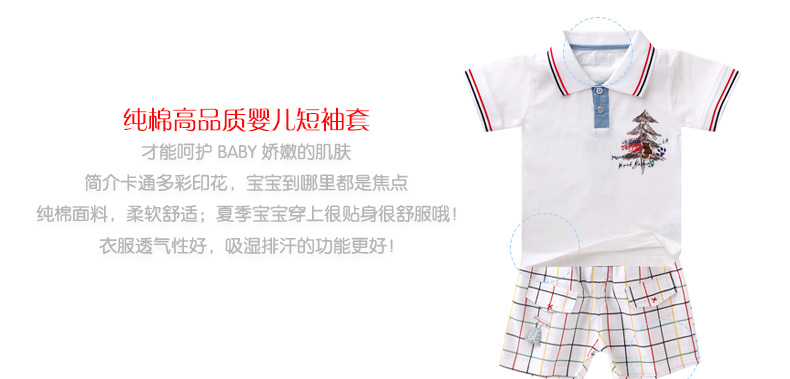 纯棉高品质婴儿短袖套
才能呵护 BABY 娇嫩的肌肤
简介卡通多彩印花，宝宝到哪里都是焦点
纯棉面料，柔软舒适；夏季宝宝穿上很贴身很舒服哦！
衣服透气性好，吸湿排汗的功能更好！